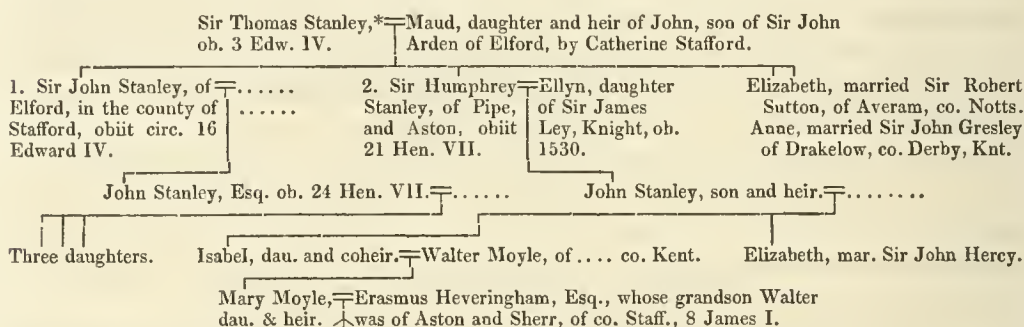 Sir Thomas Stanley,*=Maud, daughter and heir of John, son of Sir John
ob. 3 Edw. IV. Arden of Elford, by Catherine Stafford.
1. Sir John Stanley, of=......
Elford, in the county of ......
Stafford, obiit circ. 16
Edward IV.
2. Sir Humphrey=Ellyn, daughter
Stanley, of Pipe, of Sir James
and Aston, obiit Ley, Knight, ob.
21 Hen. VII. 1530.
Elizabeth, married Sir Robert
Sutton, of Averam, co. Notts.
Anne, married Sir John Gresley
of Drakelow, co. Derby, Knt.
John Stanley, Esq. ob. 24 Hen. VII.=......
John Stanley, son and heir.=........
Three daughters.
Isabel, dau. and coheir.=Walter Moyle, of .... co. Kent.
Elizabeth, mar. Sir John Hercy.
Mary Moyle,=Erasmus Heveringham, Esq., whose grandson Walter
dau. & heir. was of Aston and Sherr, of co. Staff., 8 James I.